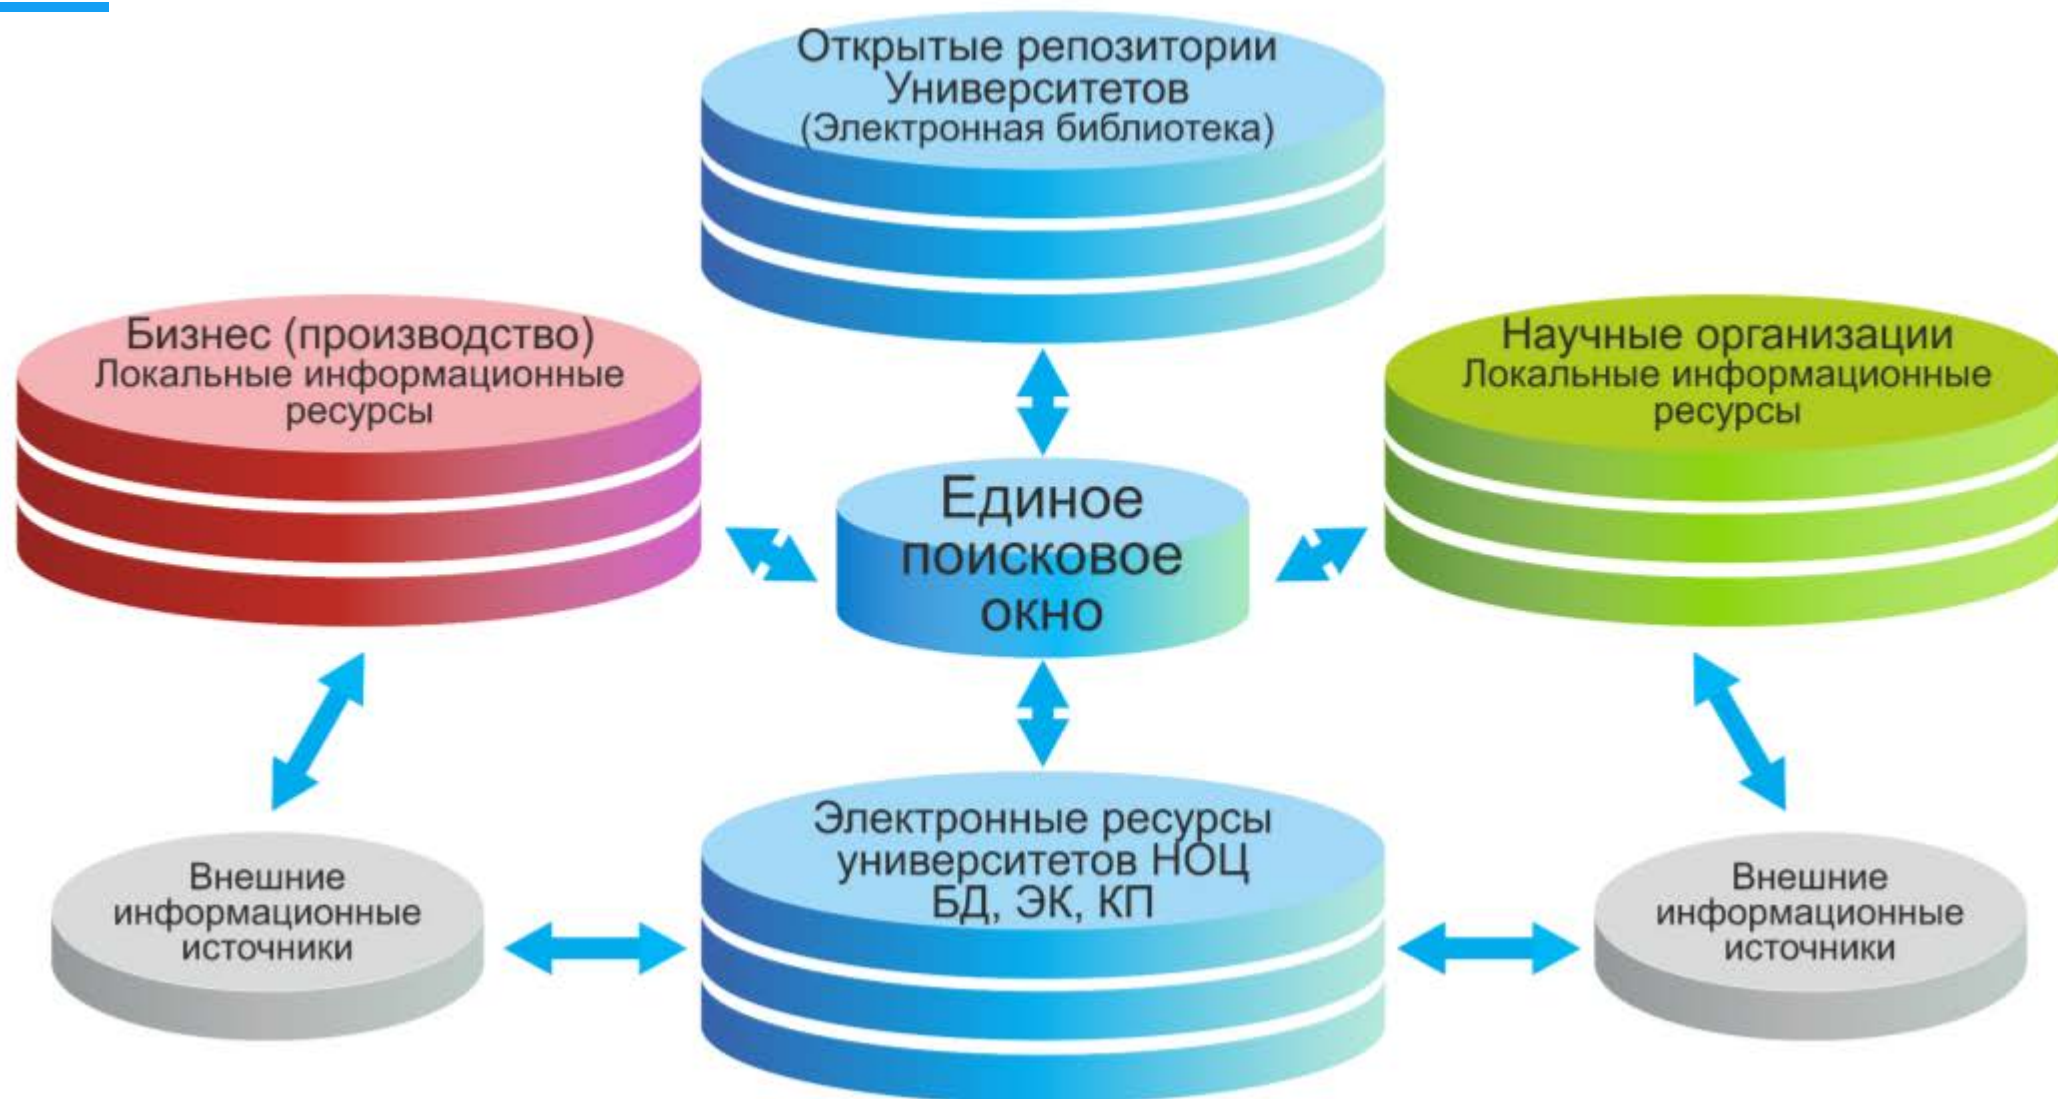 Открытые репозитории
Университетов
(Электронная библиотека)
Бизнес (производство)
Локальные информационные
ресурсы
Научные организации
Локальные информационные
ресурсы
Единое
поисковое
окно
Внешние
информационные
источники
Электронные ресурсы
университетов НОЦ
БД, ЭК, КП
Внешние
информационные
источники